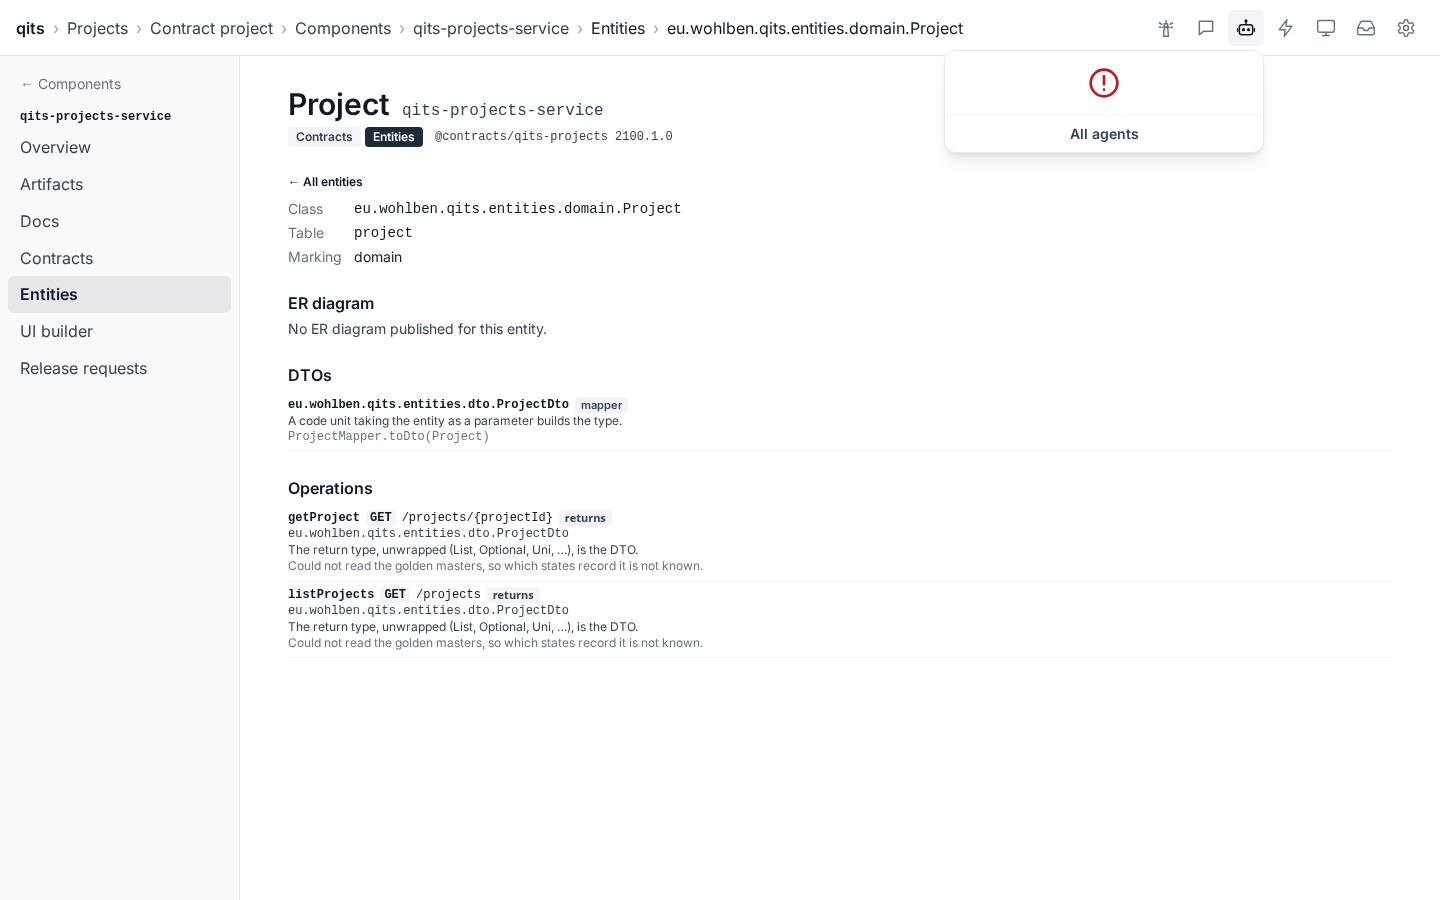 qits › Projects › Contract project › Components › qits-projects-service › Entities › eu.wohlben.qits.entities.domain.Project
All agents
← Components
qits-projects-service
Overview
Artifacts
Docs
Contracts
Entities
UI builder
Release requests
Project qits-projects-service
Contracts Entities @contracts/qits-projects 2100.1.0
← All entities
Class eu.wohlben.qits.entities.domain.Project
Table project
Marking domain
ER diagram
No ER diagram published for this entity.
DTOs
eu.wohlben.qits.entities.dto.ProjectDto mapper
A code unit taking the entity as a parameter builds the type.
ProjectMapper.toDto(Project)
Operations
getProject GET /projects/{projectId} returns
eu.wohlben.qits.entities.dto.ProjectDto
The return type, unwrapped (List, Optional, Uni, …), is the DTO.
Could not read the golden masters, so which states record it is not known.
listProjects GET /projects returns
eu.wohlben.qits.entities.dto.ProjectDto
The return type, unwrapped (List, Optional, Uni, …), is the DTO.
Could not read the golden masters, so which states record it is not known.